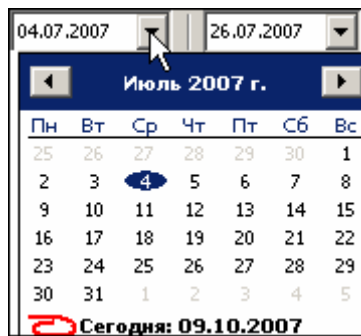 04.07.2007 26.07.2007
Июль 2007 г.
Пн Вт Ср Чт Пт Сб Вс
25 26 27 28 29 30 1
2 3 4 5 6 7 8
9 10 11 12 13 14 15
16 17 18 19 20 21 22
23 24 25 26 27 28 29
30 31 1 2 3 4 5
Сегодня: 09.10.2007